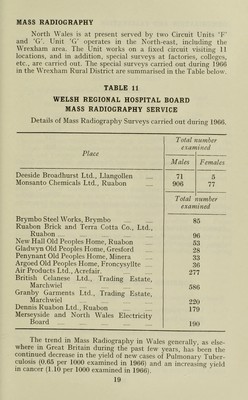 MASS RADIOGRAPHY
North Wales is at present served by two Circuit Units ‘F’
and ‘G’. Unit ‘G’ operates in the North-east, including the
Wrexham area. The Unit works on a fixed circuit visiting 11
locations, and in addition, special surveys at factories, colleges,
etc., are carried out. The special surveys carried out during 1966
in the Wrexham Rural District are summarised in the Table below.
TABLE 11
WELSH REGIONAL HOSPITAL BOARD
MASS RADIOGRAPHY SERVICE
Details of Mass Radiography Surveys carried out during 1966.
Place
Total number
examined
Males Females
Deeside Broadhurst Ltd., Llangollen .... 71 5
Monsanto Chemicals Ltd., Ruabon 906 77
Total number
examined
Brymbo Steel Works, Brymbo 85
Ruabon Brick and Terra Cotta Co., Ltd.,
Ruabon .... 96
New Hall Old Peoples Home, Ruabon 53
Gladwyn Old Peoples Home, Gresford 28
Penynant Old Peoples Home, Minera 33
Argoed Old Peoples Home, Froncysyllte .... 36
Air Products Ltd., Acrefair. 277
British Celanese Ltd., Trading Estate,
Marchwiel 586
Granby Garments Ltd., Trading Estate,
Marchwiel 220
Dennis Ruabon Ltd., Ruabon 179
Merseyside and North Wales Electricity
Board .... 190
The trend in Mass Radiography in Wales generally, as else-
where in Great Britain during the past few years, has been the
continued decrease in the yield of new cases of Pulmonary Tuber-
culosis (0.65 per 1000 examined in 1966) and an increasing yield
in cancer (1.10 per 1000 examined in 1966).
19